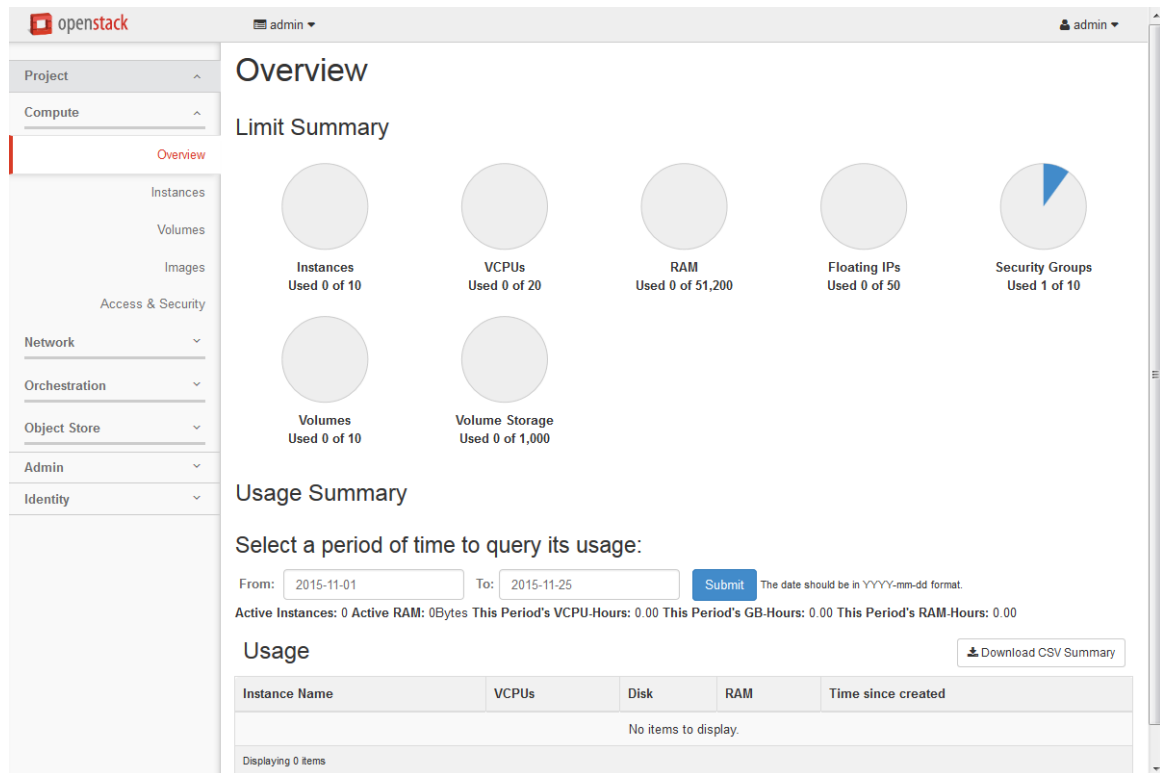 openstack admin admin
Project
Overview
Compute
Limit Summary
Overview
Instances
Volumes
Images
Access & Security
Network
Orchestration
Object Store
Admin
Identity
Instances VCPUs RAM Floating IPs Security Groups
Used 0 of 10 Used 0 of 20 Used 0 of 51,200 Used 0 of 50 Used 1 of 10
Volumes Volume Storage
Used 0 of 10 Used 0 of 1,000
Usage Summary
Select a period of time to query its usage:
From: 2015-11-01 To: 2015-11-25 Submit The date should be in YYYY-mm-dd format.
Active Instances: 0 Active RAM: 0Bytes This Period's VCPU-Hours: 0.00 This Period's GB-Hours: 0.00 This Period's RAM-Hours: 0.00
Usage Download CSV Summary
Instance Name VCPUs Disk RAM Time since created
No items to display.
Displaying 0 items